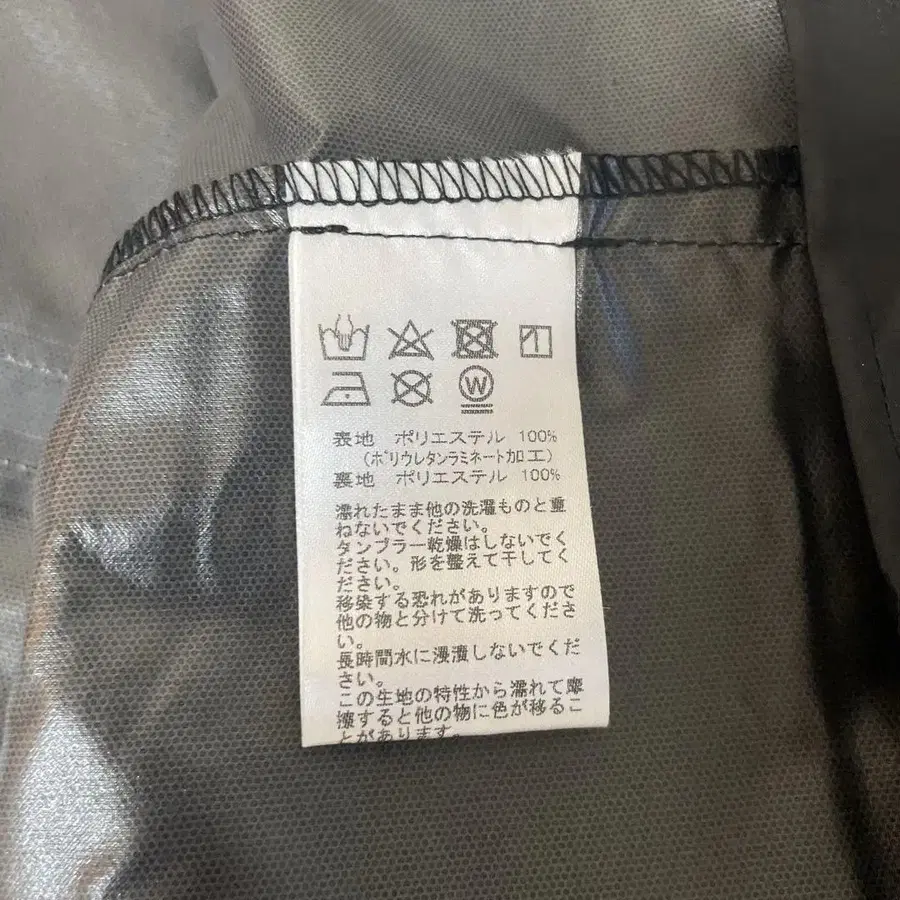 W
表地 ポリエステル 100%
(ポリウレタンラミネート加工)
裏地 ポリエステル 100%
濡れたまま他の洗濯ものと重
ねないでください。
タンブラー乾燥はしないでく
ださい。形を整えて干してく
ださい。
移染する恐れがありますので
他の物と分けて洗ってくださ
い。
長時間水に浸漬しないでくだ
さい。
この生地の特性から濡れて摩
擦すると他の物に色が移るこ
とがあります。